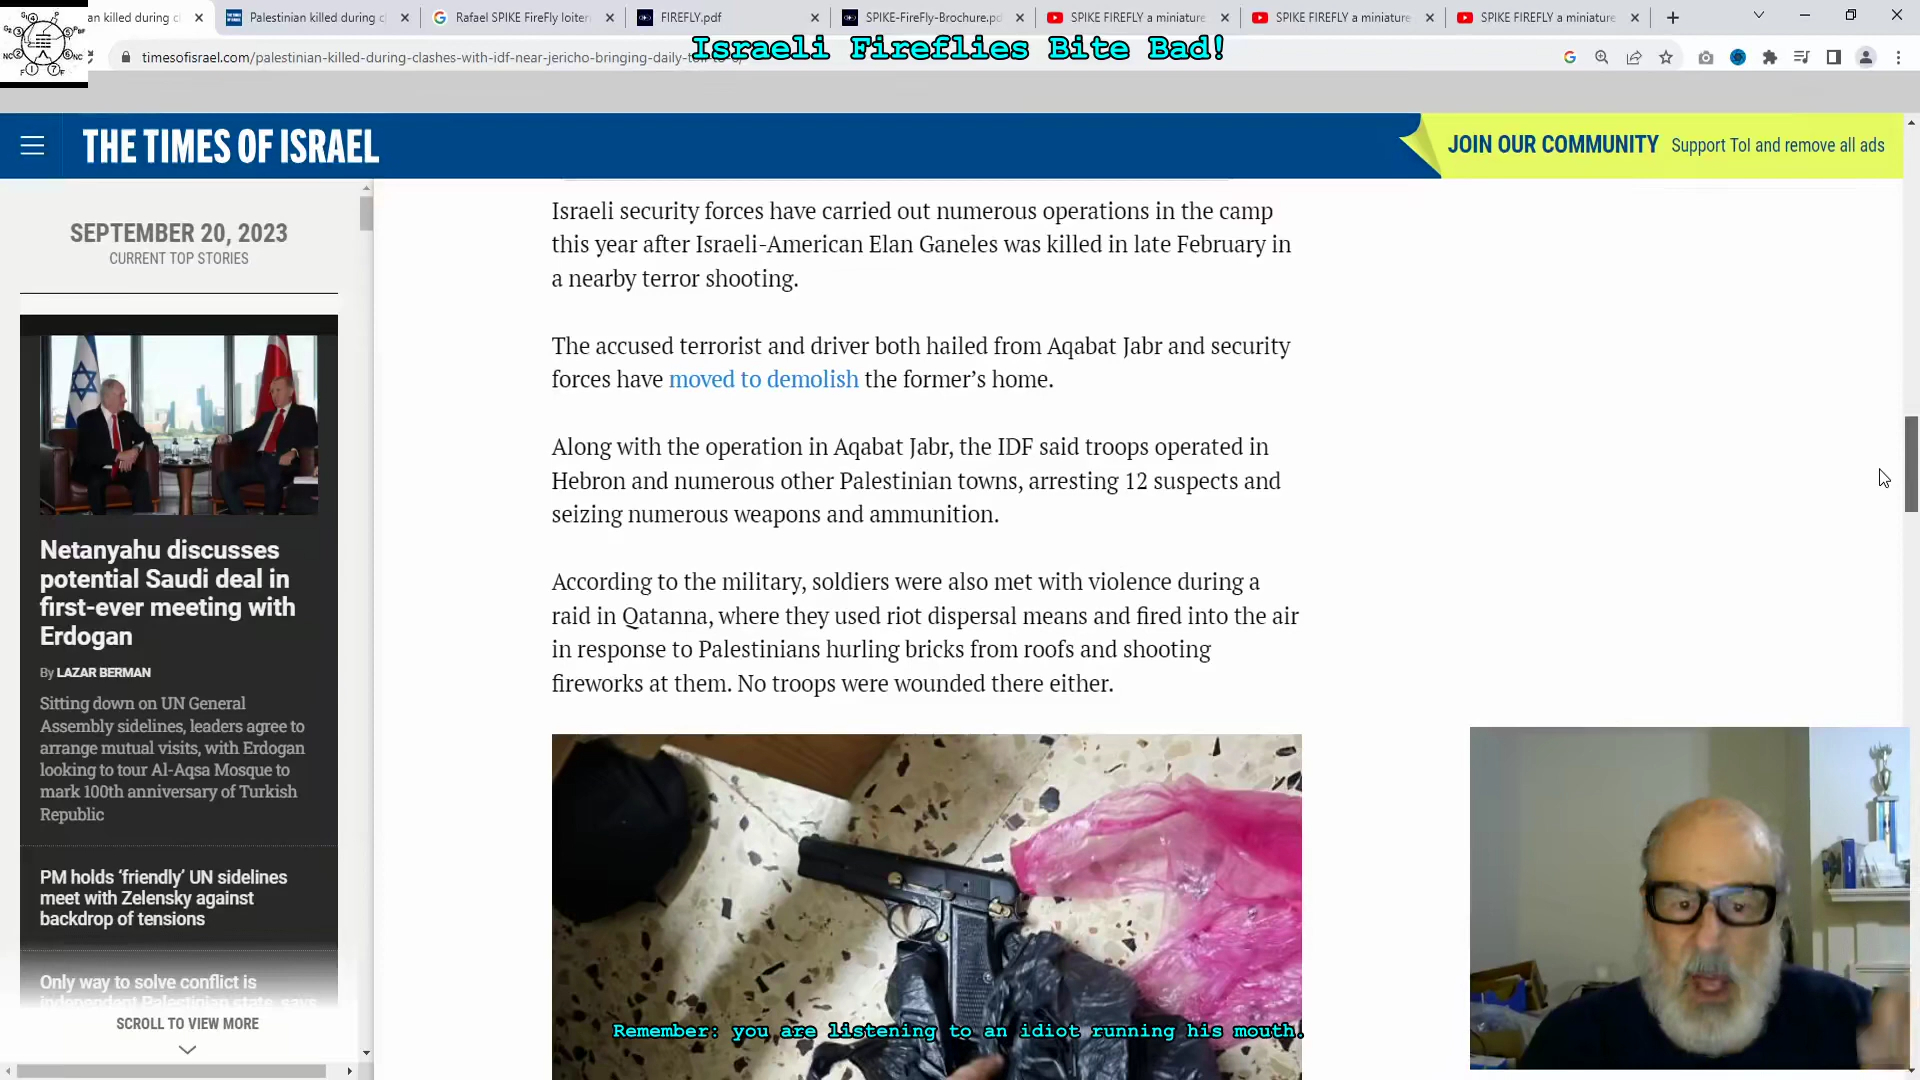 an killed during cl
Palestinian killed during c
Rafael SPIKE FireFly loiter
FIREFLY.pdf
SPIKE-FireFly-Brochure.pd
SPIKE FIREFLY a miniature
SPIKE FIREFLY a miniature
SPIKE FIREFLY a miniature
Israeli Fireflies Bite Bad!
timesofisrael.com/palestinian-killed-during-clashes-with-idf-near-jericho-bringing-daily-
THE TIMES OF ISRAEL
JOIN OUR COMMUNITY Support ToI and remove all ads
SEPTEMBER 20, 2023
CURRENT TOP STORIES
Netanyahu discusses
potential Saudi deal in
first-ever meeting with
Erdogan
By LAZAR BERMAN
Sitting down on UN General
Assembly sidelines, leaders agree to
arrange mutual visits, with Erdogan
looking to tour Al-Aqsa Mosque to
mark 100th anniversary of Turkish
Republic
PM holds ‘friendly’ UN sidelines
meet with Zelensky against
backdrop of tensions
Only way to solve conflict is
independent Palestinian state, says
SCROLL TO VIEW MORE
Israeli security forces have carried out numerous operations in the camp
this year after Israeli-American Elan Ganeles was killed in late February in
a nearby terror shooting.
The accused terrorist and driver both hailed from Aqabat Jabr and security
forces have moved to demolish the former’s home.
Along with the operation in Aqabat Jabr, the IDF said troops operated in
Hebron and numerous other Palestinian towns, arresting 12 suspects and
seizing numerous weapons and ammunition.
According to the military, soldiers were also met with violence during a
raid in Qatanna, where they used riot dispersal means and fired into the air
in response to Palestinians hurling bricks from roofs and shooting
fireworks at them. No troops were wounded there either.
Remember: you are listening to an idiot running his mouth.